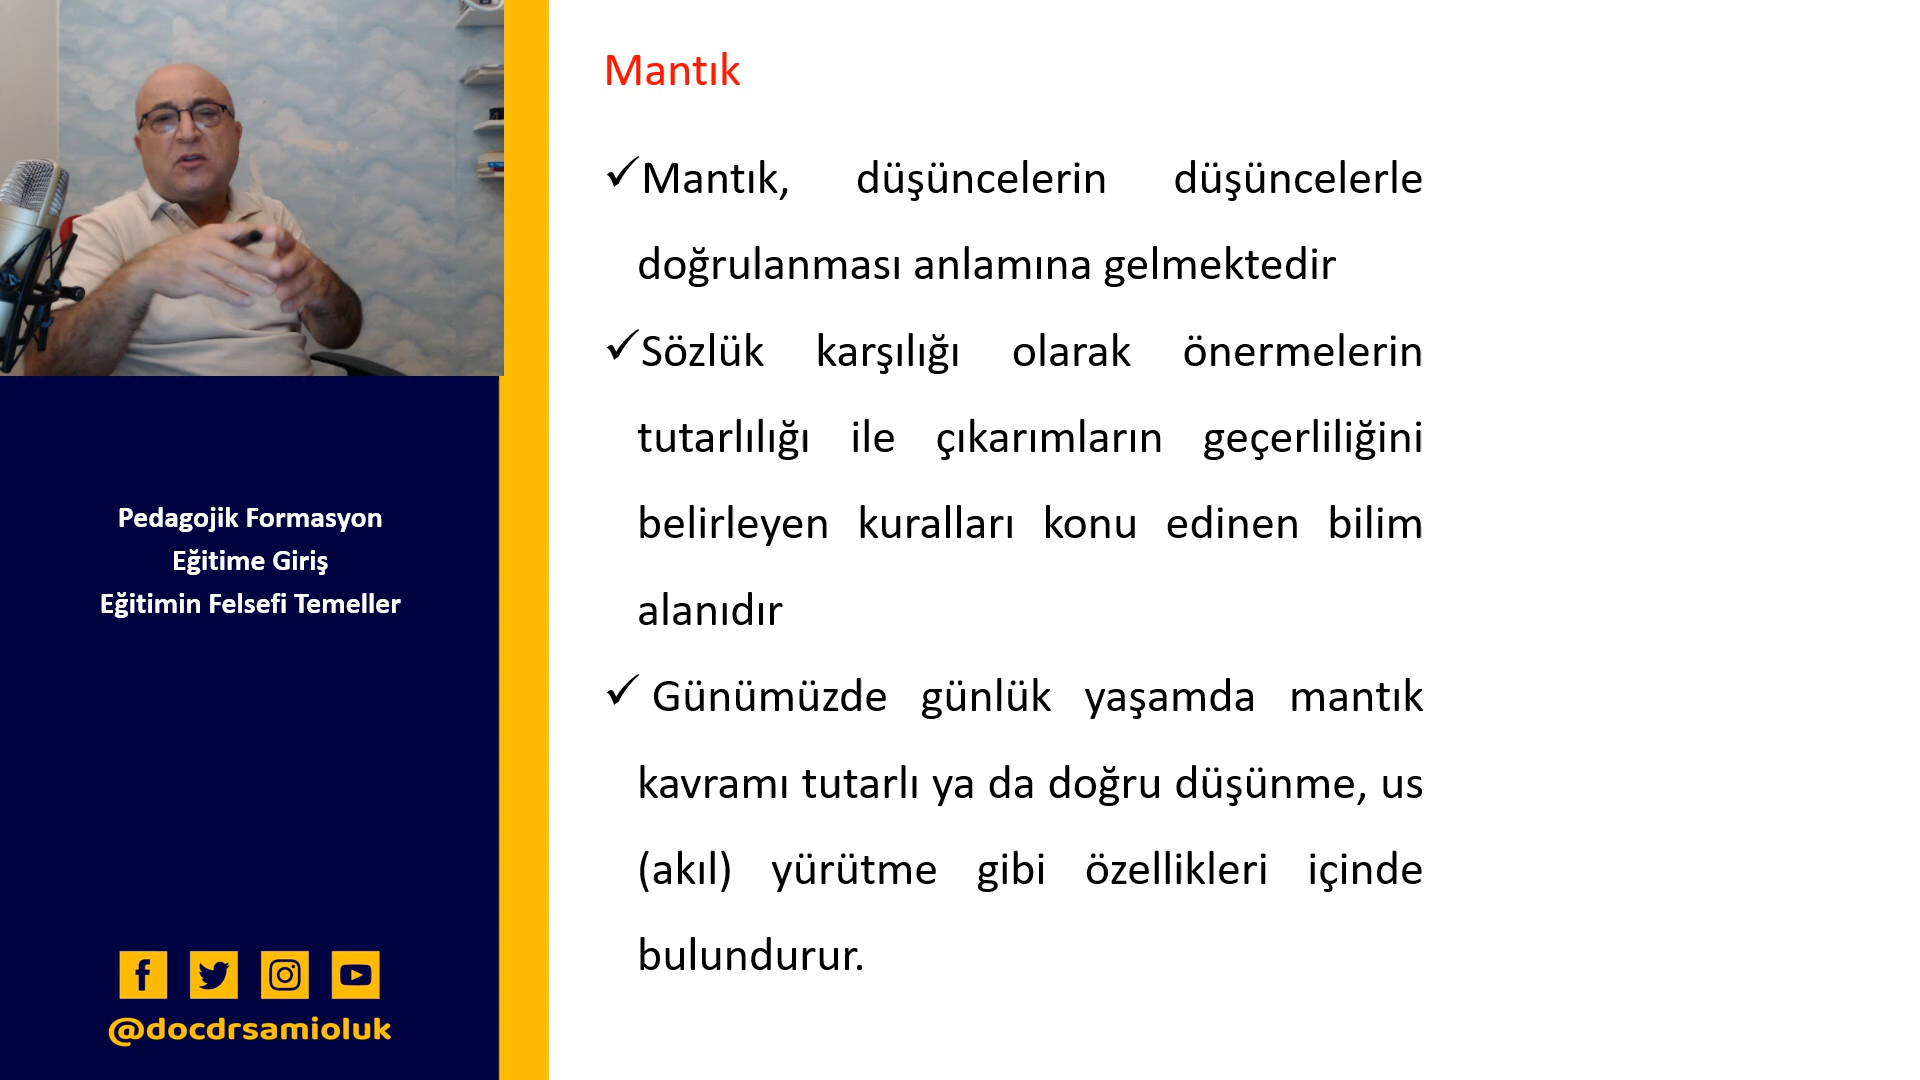 Mantık
✓Mantık, düşüncelerin düşüncelerle
doğrulanması anlamına gelmektedir
✓Sözlük karşılığı olarak önermelerin
tutarlılığı ile çıkarımların geçerliliğini
belirleyen kuralları konu edinen bilim
alanıdır
✓ Günümüzde günlük yaşamda mantık
kavramı tutarlı ya da doğru düşünme, us
(akıl) yürütme gibi özellikleri içinde
bulundurur.
Pedagojik Formasyon
Eğitime Giriş
Eğitimin Felsefi Temeller
@docdrsamioluk